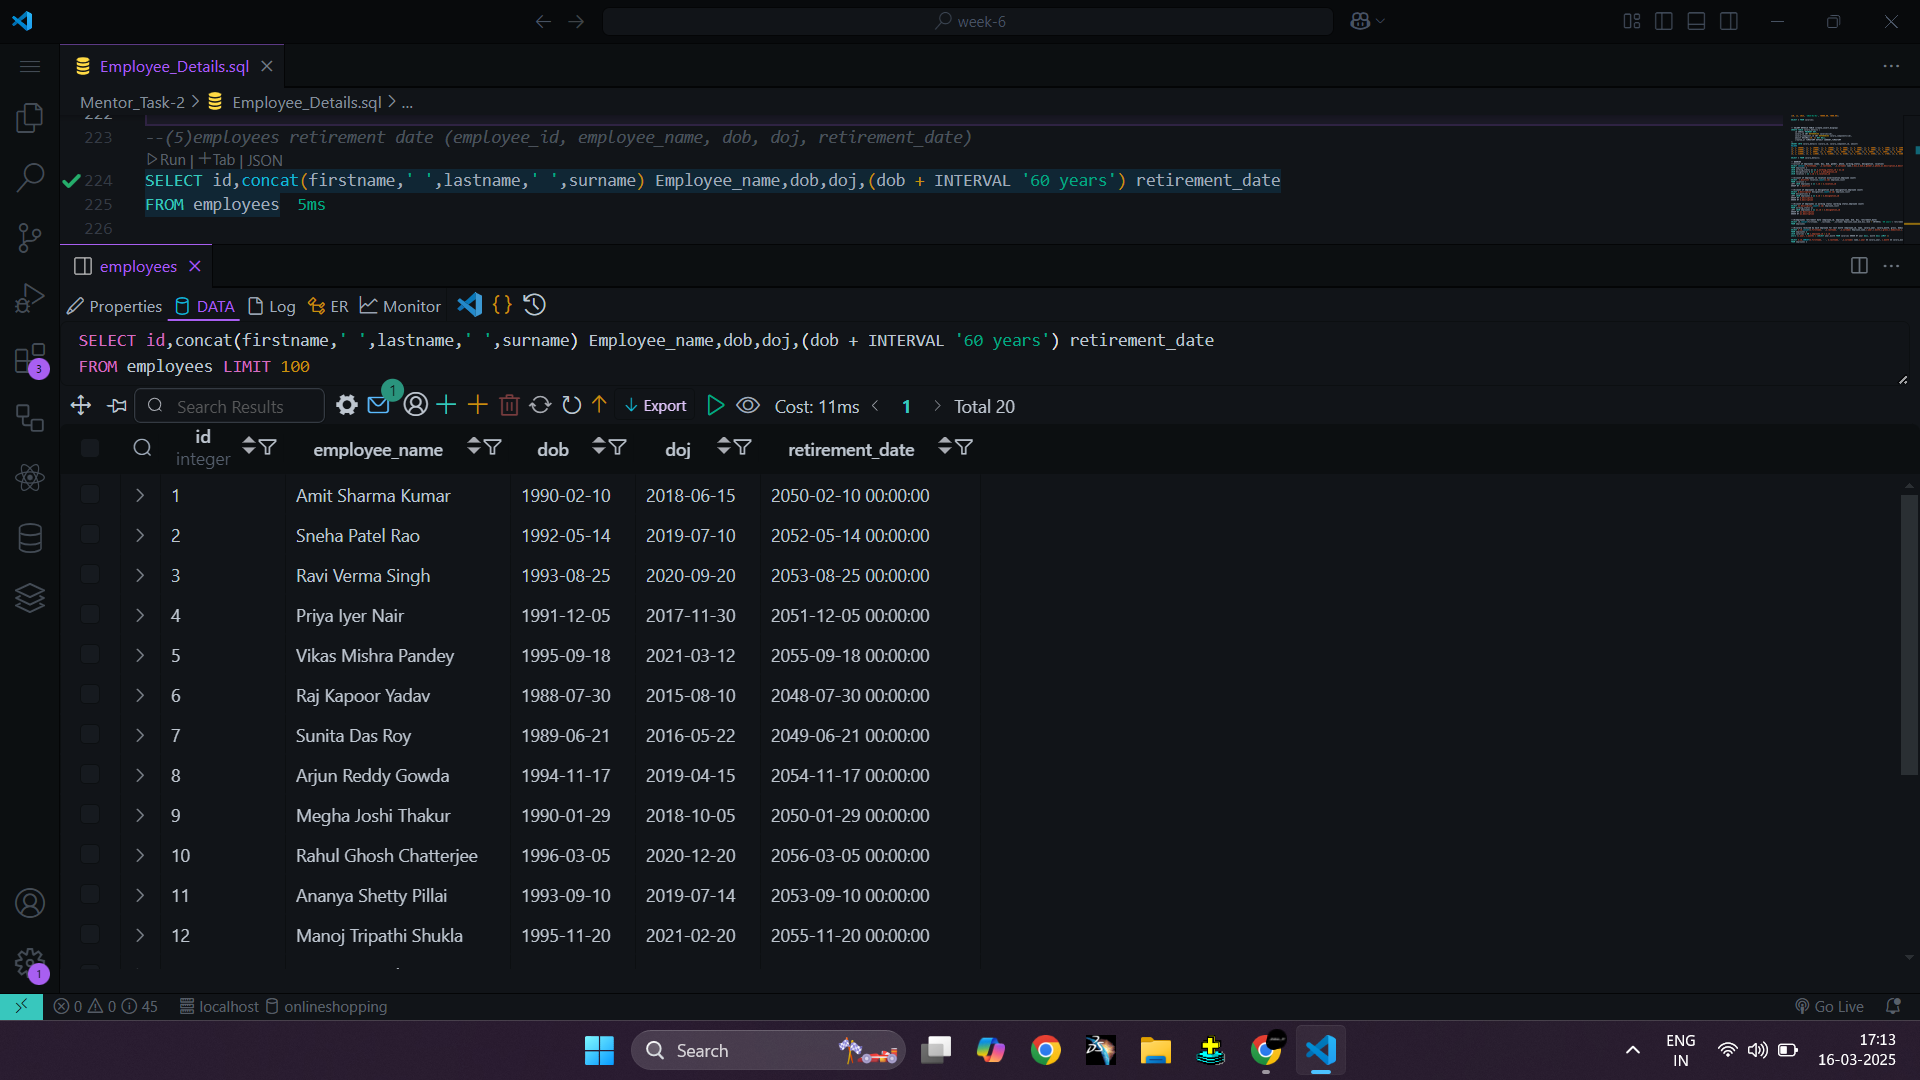 week-6
Employee_Details.sql
Mentor_Task-2 > Employee_Details.sql > ...
222
223 --(5)employees retirement date (employee_id, employee_name, dob, doj, retirement_date)
Run | +Tab | JSON
224 SELECT id,concat(firstname,' ',lastname,' ',surname) Employee_name,dob,doj,(dob + INTERVAL '60 years') retirement_date
225 FROM employees 5ms
226
employees
Properties DATA Log ER Monitor
SELECT id,concat(firstname,' ',lastname,' ',surname) Employee_name,dob,doj,(dob + INTERVAL '60 years') retirement_date
FROM employees LIMIT 100
Search Results 1 Export Cost: 11ms < 1 > Total 20
id integer employee_name dob doj retirement_date
1 Amit Sharma Kumar 1990-02-10 2018-06-15 2050-02-10 00:00:00
2 Sneha Patel Rao 1992-05-14 2019-07-10 2052-05-14 00:00:00
3 Ravi Verma Singh 1993-08-25 2020-09-20 2053-08-25 00:00:00
4 Priya Iyer Nair 1991-12-05 2017-11-30 2051-12-05 00:00:00
5 Vikas Mishra Pandey 1995-09-18 2021-03-12 2055-09-18 00:00:00
6 Raj Kapoor Yadav 1988-07-30 2015-08-10 2048-07-30 00:00:00
7 Sunita Das Roy 1989-06-21 2016-05-22 2049-06-21 00:00:00
8 Arjun Reddy Gowda 1994-11-17 2019-04-15 2054-11-17 00:00:00
9 Megha Joshi Thakur 1990-01-29 2018-10-05 2050-01-29 00:00:00
10 Rahul Ghosh Chatterjee 1996-03-05 2020-12-20 2056-03-05 00:00:00
11 Ananya Shetty Pillai 1993-09-10 2019-07-14 2053-09-10 00:00:00
12 Manoj Tripathi Shukla 1995-11-20 2021-02-20 2055-11-20 00:00:00
3
1
0 0 45 localhost onlineshopping Go Live
Search
ENG
IN
17:13
16-03-2025